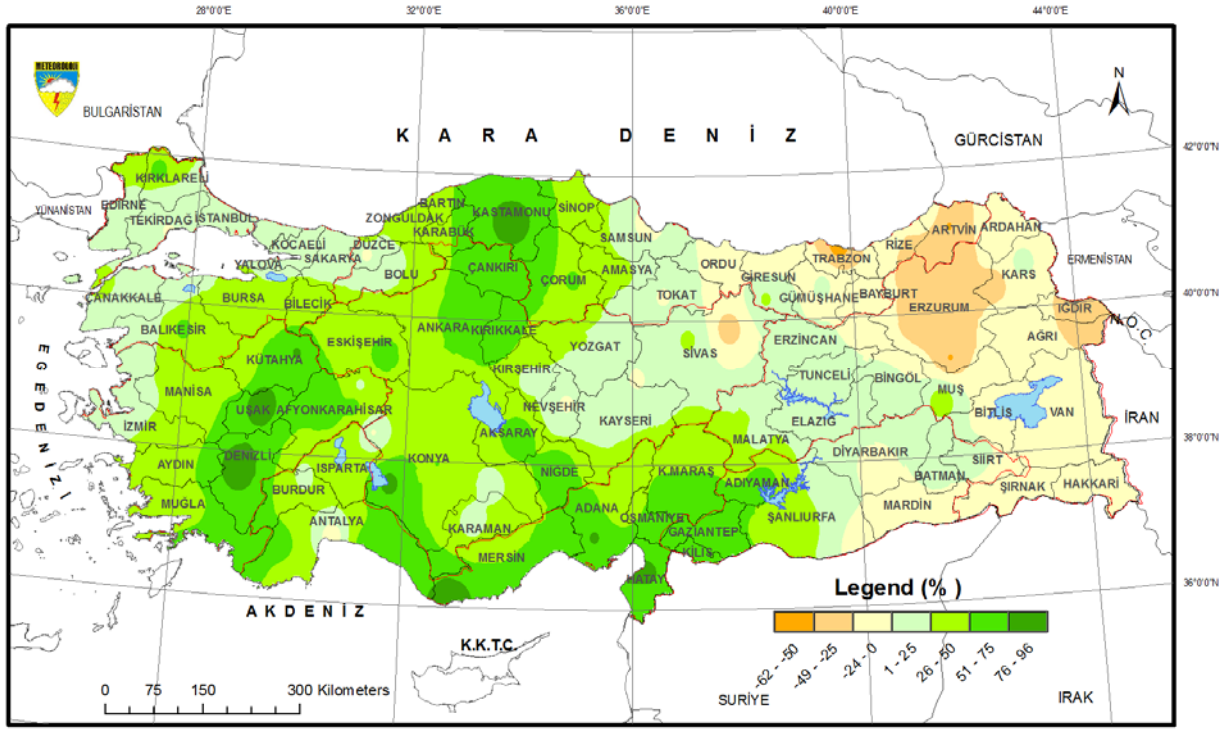 28°0'0"E 32°0'0"E 36°0'0"E 40°0'0"E 44°0'0"E
METEOROLOJİ
N
BULGARİSTAN
KARA DENİZ
GÜRCİSTAN
42°0'0"N
KIRKLARELİ
YUNANİSTAN
EDİRNE
TEKİRDAĞ
İSTANBUL
KOCAELİ
SAKARYA
YALOVA
DÜZCE
BOLU
ZONGULDAK
BARTIN
KARABÜK
KASTAMONU
SİNOP
SAMSUN
ÇANKIRI
ÇORUM
AMASYA
TOKAT
ORDU
GİRESUN
TRABZON
RİZE
ARTVİN
ARDAHAN
KARS
ERMENİSTAN
GÜMÜŞHANE
BAYBURT
ERZURUM
IĞDIR
N.O.C.
40°0'0"N
ÇANAKKALE
BURSA
BİLECİK
BALIKESİR
ESKİŞEHİR
ANKARA
KIRIKKALE
YOZGAT
SİVAS
ERZİNCAN
AĞRI
KÜTAHYA
KIRŞEHİR
TUNCELİ
BİNGÖL
MUŞ
MANİSA
UŞAK
AFYONKARAHİSAR
NEVŞEHİR
KAYSERİ
ELAZIĞ
BİTLİS
VAN
İRAN
İZMİR
AKSARAY
MALATYA
EGE DENİZİ
38°0'0"N
DENİZLİ
KONYA
DİYARBAKIR
SİİRT
AYDIN
ISPARTA
NİĞDE
K.MARAŞ
ADIYAMAN
BATMAN
ŞIRNAK
HAKKARİ
BURDUR
MUĞLA
ANTALYA
KARAMAN
ADANA
OSMANİYE
GAZİANTEP
ŞANLIURFA
MARDİN
MERSİN
KİLİS
HATAY
36°0'0"N
AKDENİZ
Legend (% )
K.K.T.C.
-62 - -50
-49 - -25
-24 - 0
1 - 25
26 - 50
51 - 75
76 - 96
0 75 150 300 Kilometers
SURİYE
IRAK